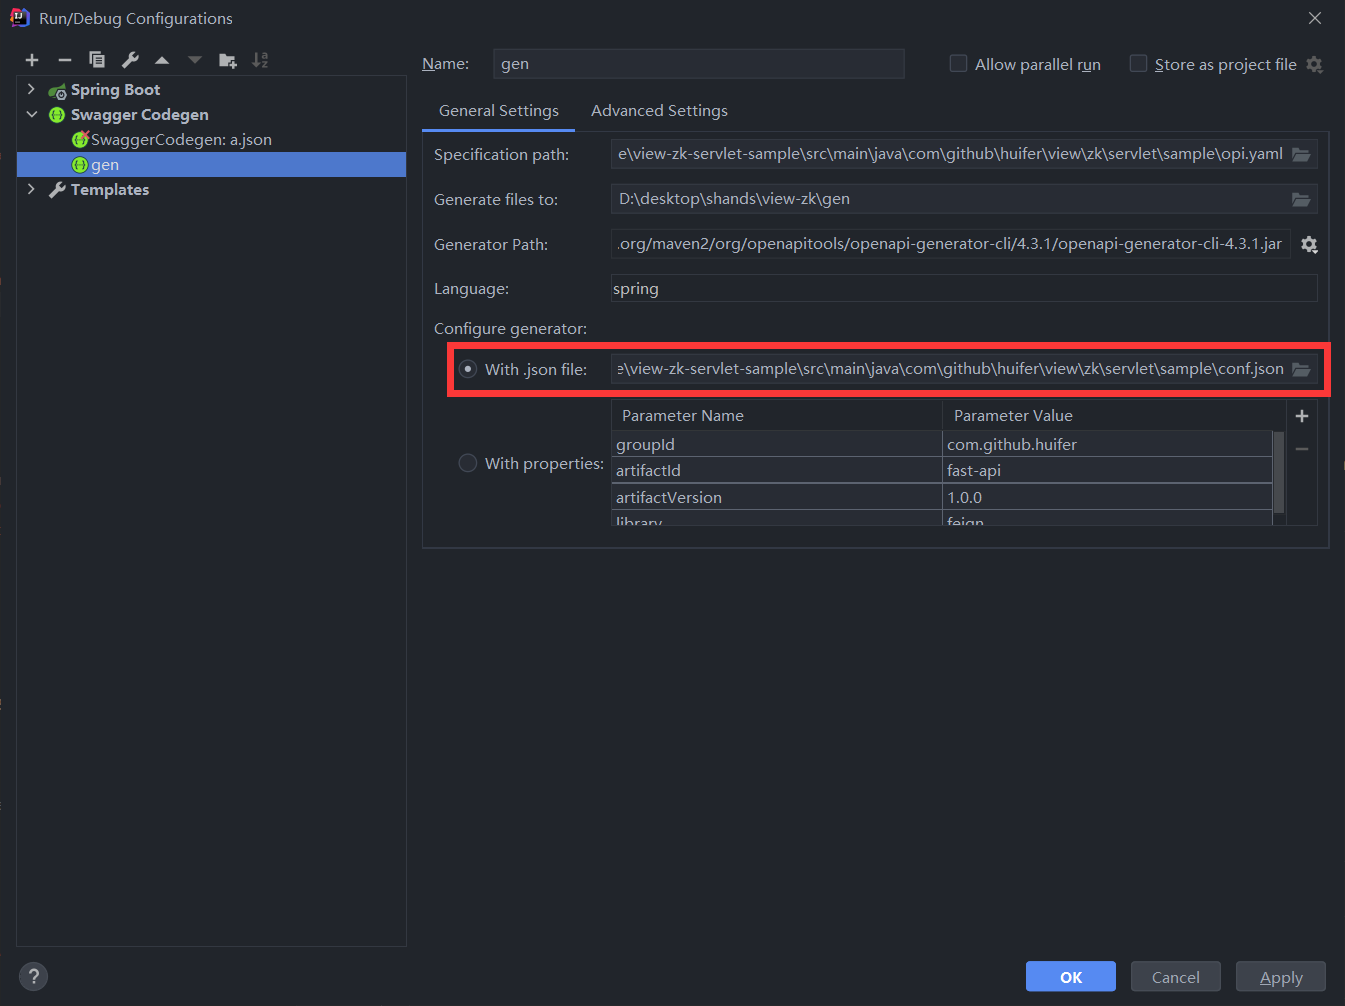 Run/Debug Configurations
Name: gen Allow parallel run Store as project file
Spring Boot
Swagger Codegen
SwaggerCodegen: a.json
gen
Templates
General Settings Advanced Settings
Specification path: e\view-zk-servlet-sample\src\main\java\com\github\huifer\view\zk\servlet\sample\opi.yaml
Generate files to: D:\desktop\shands\view-zk\gen
Generator Path: .org/maven2/org/openapitools/openapi-generator-cli/4.3.1/openapi-generator-cli-4.3.1.jar
Language: spring
Configure generator:
With .json file: e\view-zk-servlet-sample\src\main\java\com\github\huifer\view\zk\servlet\sample\conf.json
Parameter Name Parameter Value
With properties:
groupId com.github.huifer
artifactId fast-api
artifactVersion 1.0.0
library feign
?
OK Cancel Apply